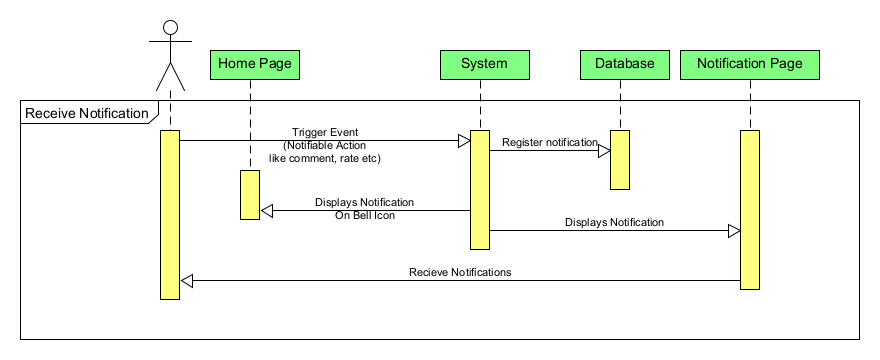 Home Page
System
Database
Notification Page
Receive Notification
Trigger Event
(Notifiable Action
like comment, rate etc)
Register notification
Displays Notification
On Bell Icon
Displays Notification
Recieve Notifications